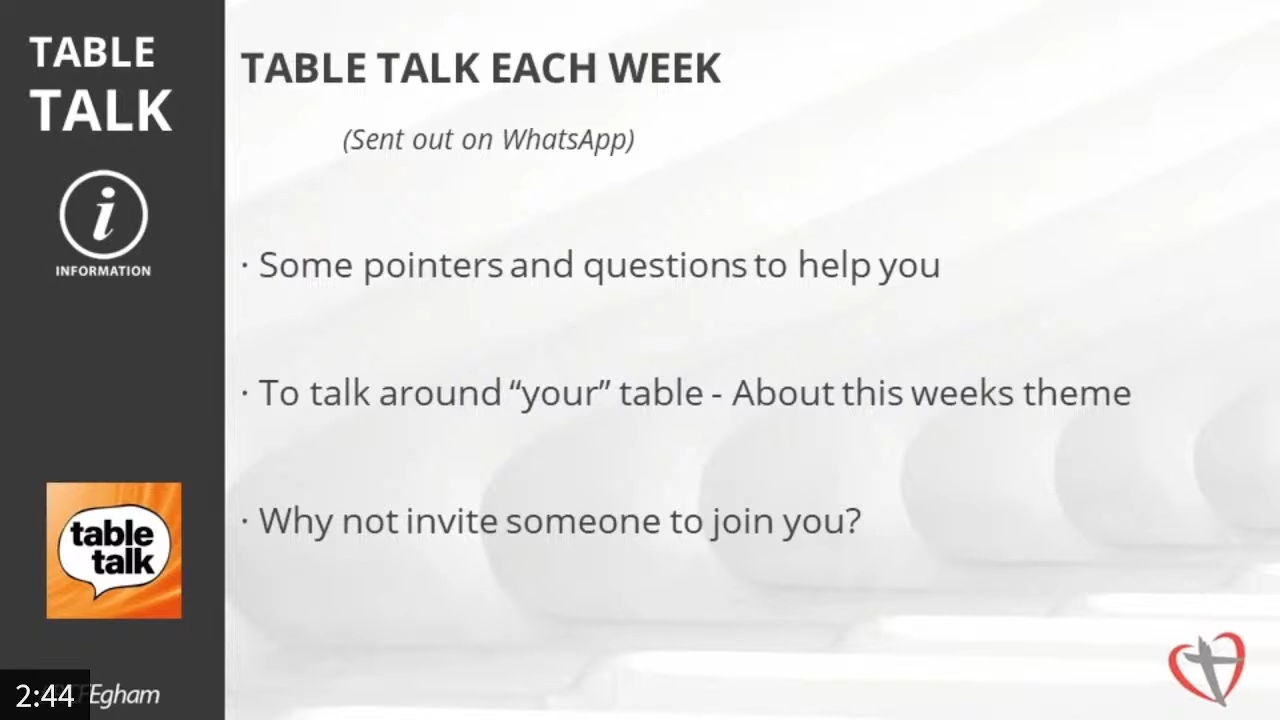 TABLE
TALK
INFORMATION
table
talk
2:44
Egham
TABLE TALK EACH WEEK
(Sent out on WhatsApp)
· Some pointers and questions to help you
· To talk around “your” table - About this weeks theme
· Why not invite someone to join you?